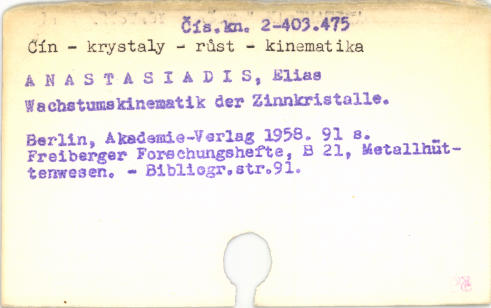 Čís.kn. 2-403.475
Cín - krystaly - růst - kinematika
A N A S T A S I A D I S, Elias
Wachstumskinematik der Zinnkristalle.
Berlin, Akademie-Verlag 1958. 91 s.
Freiberger Forschungshefte, B 21, Metallhüt-
tenwesen. - Bibliogr.str.91.